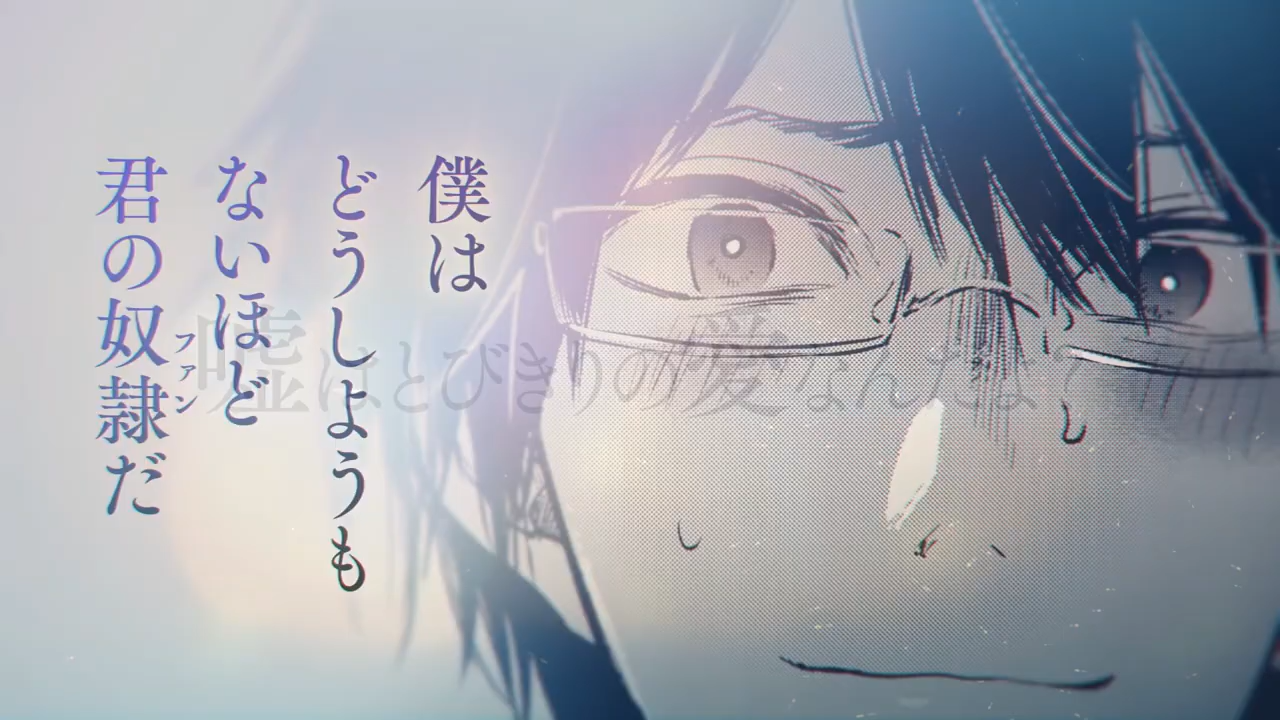 僕は
どうしようも
ないほど
君の奴隷だ
ファン
嘘はとびきりの愛なんだよ?